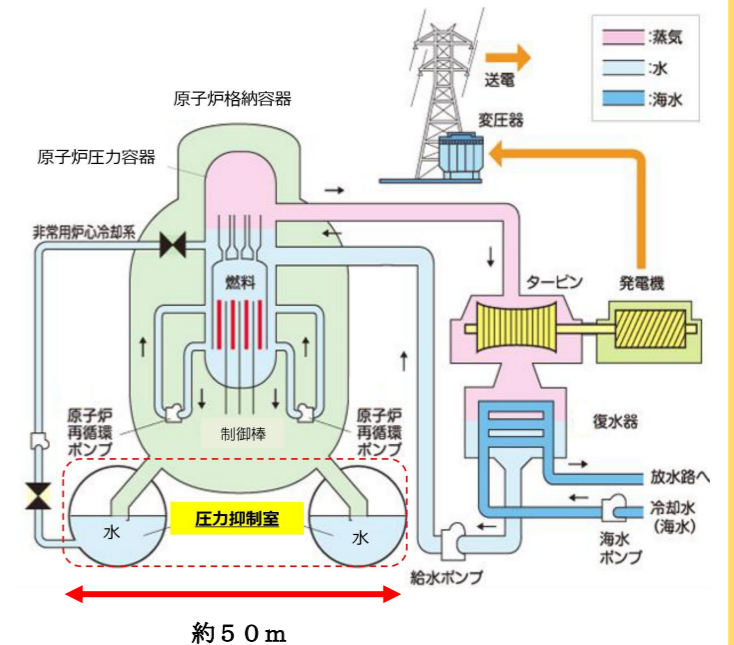 :蒸気
:水
:海水
送電
変圧器
原子炉格納容器
原子炉圧力容器
非常用炉心冷却系
燃料
タービン
発電機
原子炉
再循環
ポンプ
制御棒
原子炉
再循環
ポンプ
復水器
放水路へ
冷却水
(海水)
海水
ポンプ
給水ポンプ
圧力抑制室
水
水
約50m